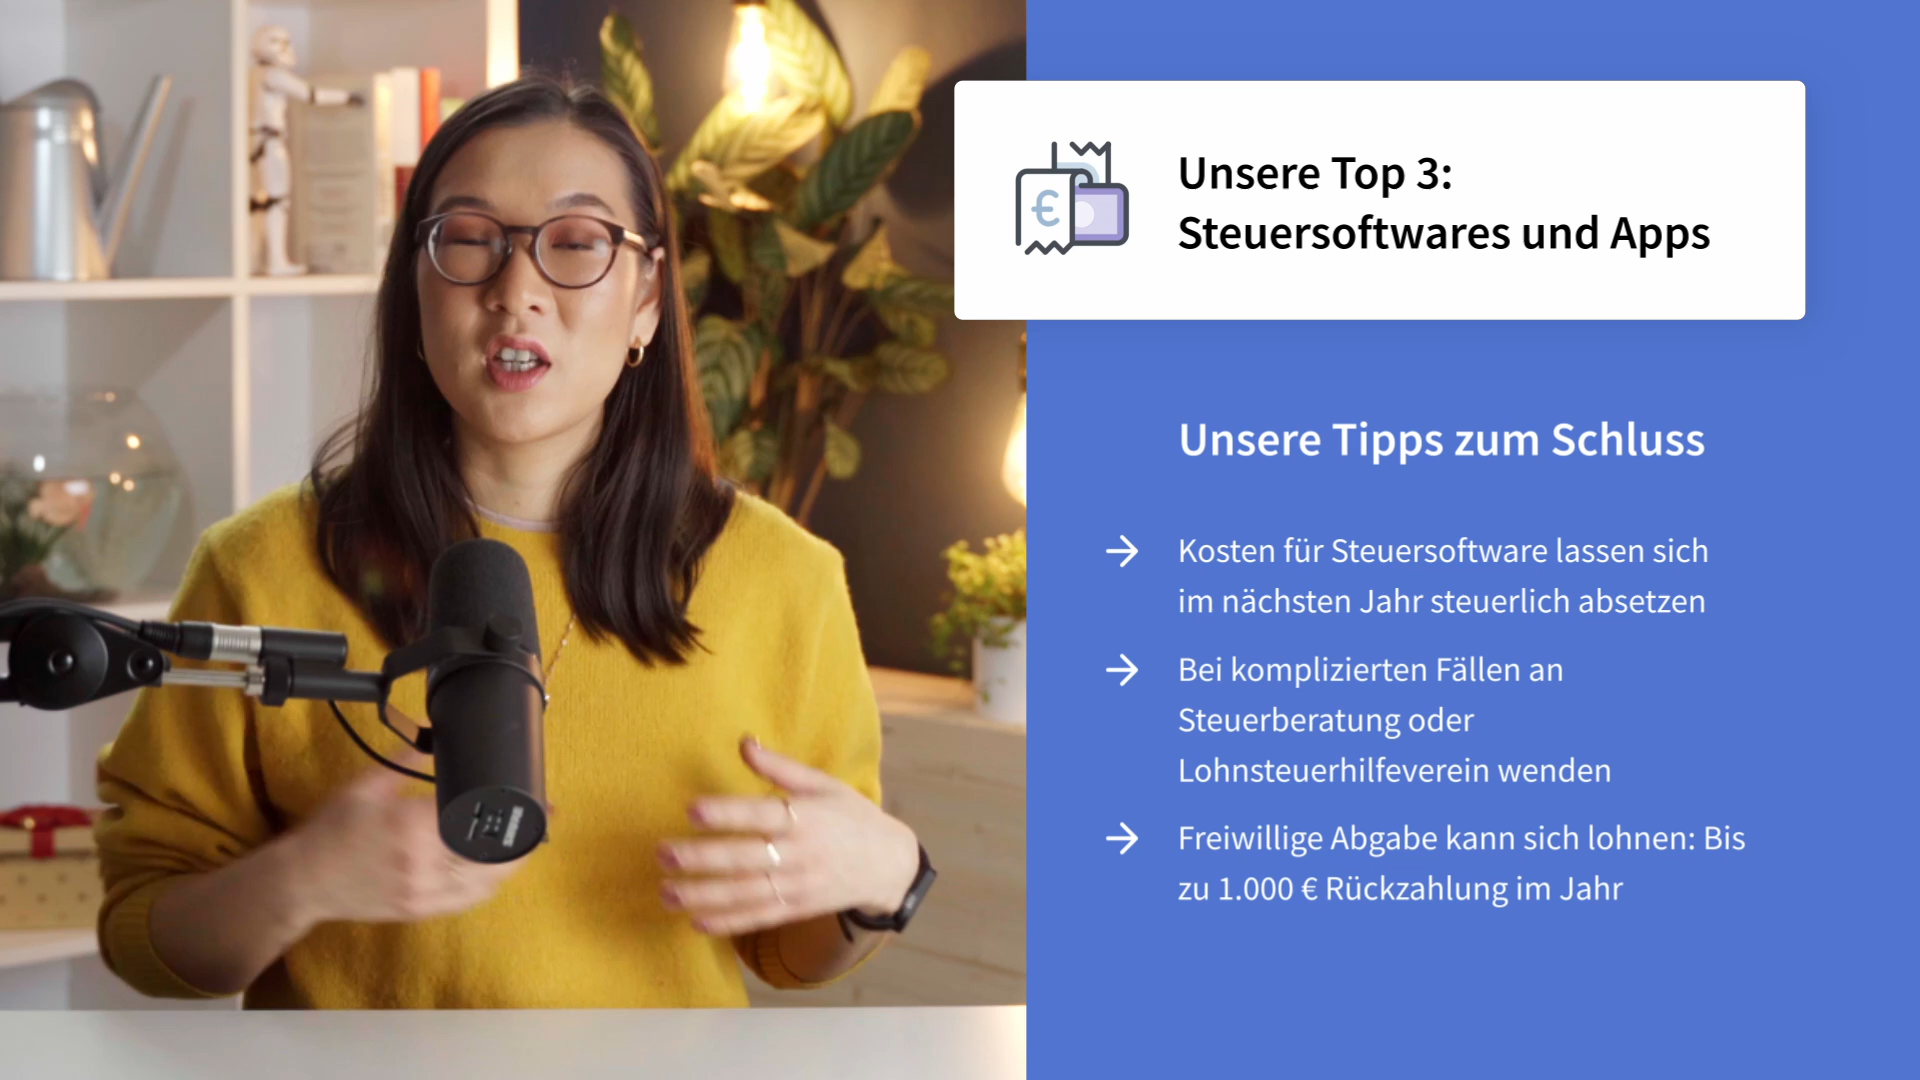 Unsere Top 3:
Steuersoftwares und Apps
Unsere Tipps zum Schluss
→ Kosten für Steuersoftware lassen sich
im nächsten Jahr steuerlich absetzen
→ Bei komplizierten Fällen an
Steuerberatung oder
Lohnsteuerhilfeverein wenden
→ Freiwillige Abgabe kann sich lohnen: Bis
zu 1.000 € Rückzahlung im Jahr